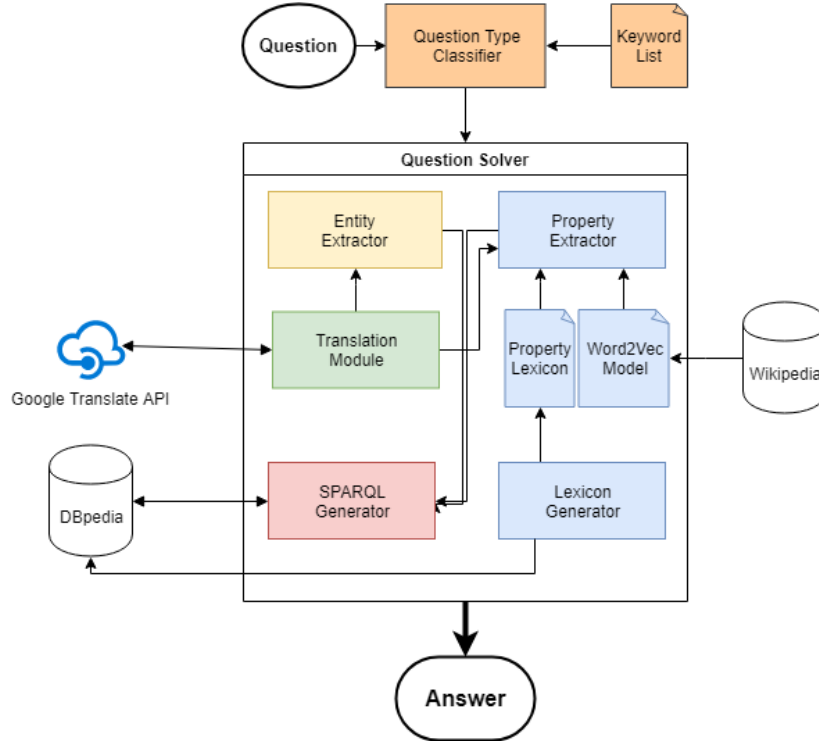 Question
Question Type
Classifier
Keyword
List
Question Solver
Entity
Extractor
Property
Extractor
Translation
Module
Property
Lexicon
Word2Vec
Model
Wikipedia
Google Translate API
SPARQL
Generator
Lexicon
Generator
DBpedia
Answer